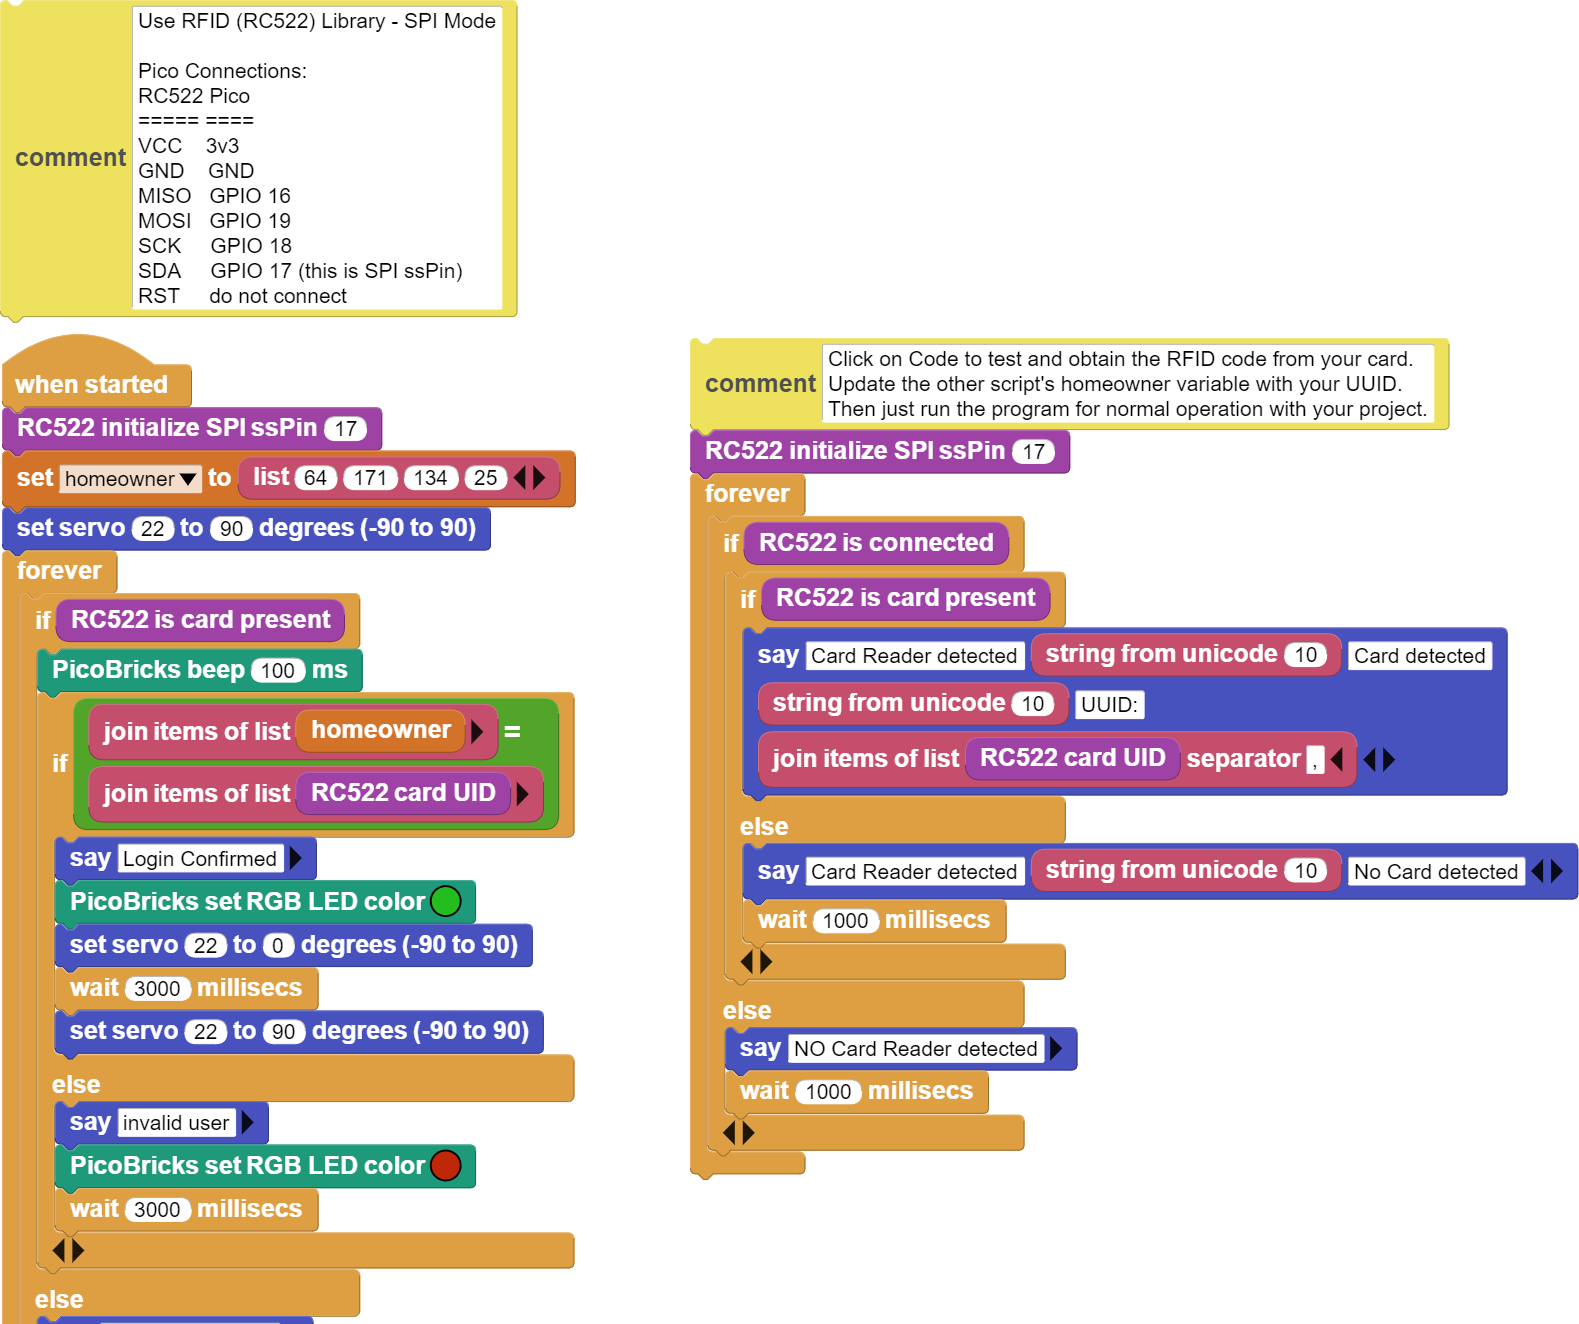 Use RFID (RC522) Library - SPI Mode
Pico Connections:
RC522 Pico
===== ====
VCC 3v3
GND GND
MISO GPIO 16
MOSI GPIO 19
SCK GPIO 18
SDA GPIO 17 (this is SPI ssPin)
RST do not connect
comment
when started
RC522 initialize SPI ssPin 17
set homeowner to list 64 171 134 25
set servo 22 to 90 degrees (-90 to 90)
forever
if RC522 is card present
PicoBricks beep 100 ms
if join items of list homeowner =
join items of list RC522 card UID
say Login Confirmed
PicoBricks set RGB LED color
set servo 22 to 0 degrees (-90 to 90)
wait 3000 millisecs
set servo 22 to 90 degrees (-90 to 90)
else
say invalid user
PicoBricks set RGB LED color
wait 3000 millisecs
else
comment
Click on Code to test and obtain the RFID code from your card.
Update the other script's homeowner variable with your UUID.
Then just run the program for normal operation with your project.
RC522 initialize SPI ssPin 17
forever
if RC522 is connected
if RC522 is card present
say Card Reader detected string from unicode 10 Card detected
string from unicode 10 UUID:
join items of list RC522 card UID separator ,
else
say Card Reader detected string from unicode 10 No Card detected
wait 1000 millisecs
else
say NO Card Reader detected
wait 1000 millisecs